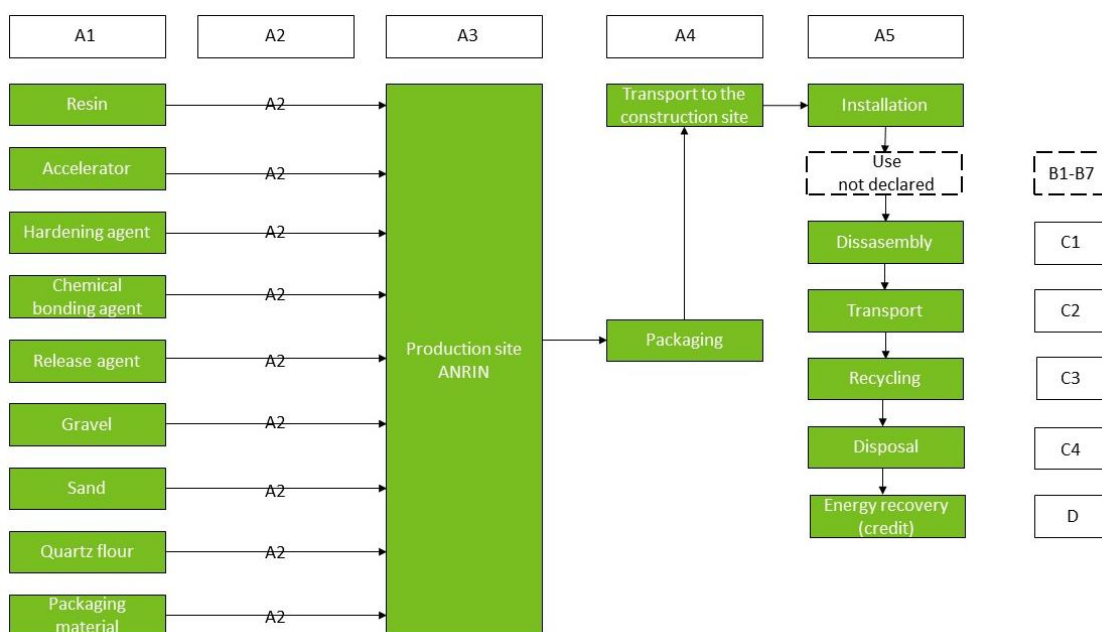 A1
A2
A3
A4
A5
Resin
A2
Transport to the
construction site
Installation
Accelerator
A2
Use
not declared
B1-B7
Hardening agent
A2
Dissasembly
C1
Chemical
bonding agent
A2
Transport
C2
Release agent
A2
Production site
ANRIN
Packaging
Recycling
C3
Gravel
A2
Disposal
C4
Sand
A2
Energy recovery
(credit)
D
Quartz flour
A2
Packaging
material
A2